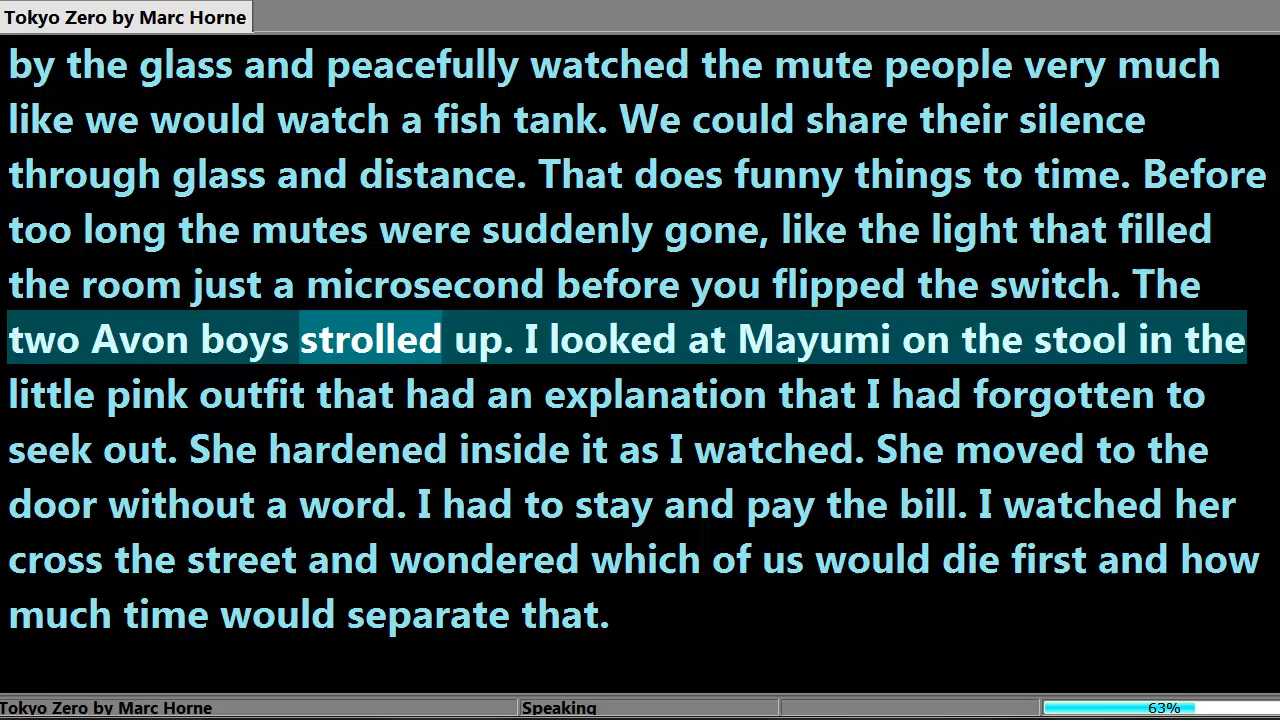 Tokyo Zero by Marc Horne
by the glass and peacefully watched the mute people very much
like we would watch a fish tank. We could share their silence
through glass and distance. That does funny things to time. Before
too long the mutes were suddenly gone, like the light that filled
the room just a microsecond before you flipped the switch. The
two Avon boys strolled up. I looked at Mayumi on the stool in the
little pink outfit that had an explanation that I had forgotten to
seek out. She hardened inside it as I watched. She moved to the
door without a word. I had to stay and pay the bill. I watched her
cross the street and wondered which of us would die first and how
much time would separate that.
Tokyo Zero by Marc Horne
Speaking
63%